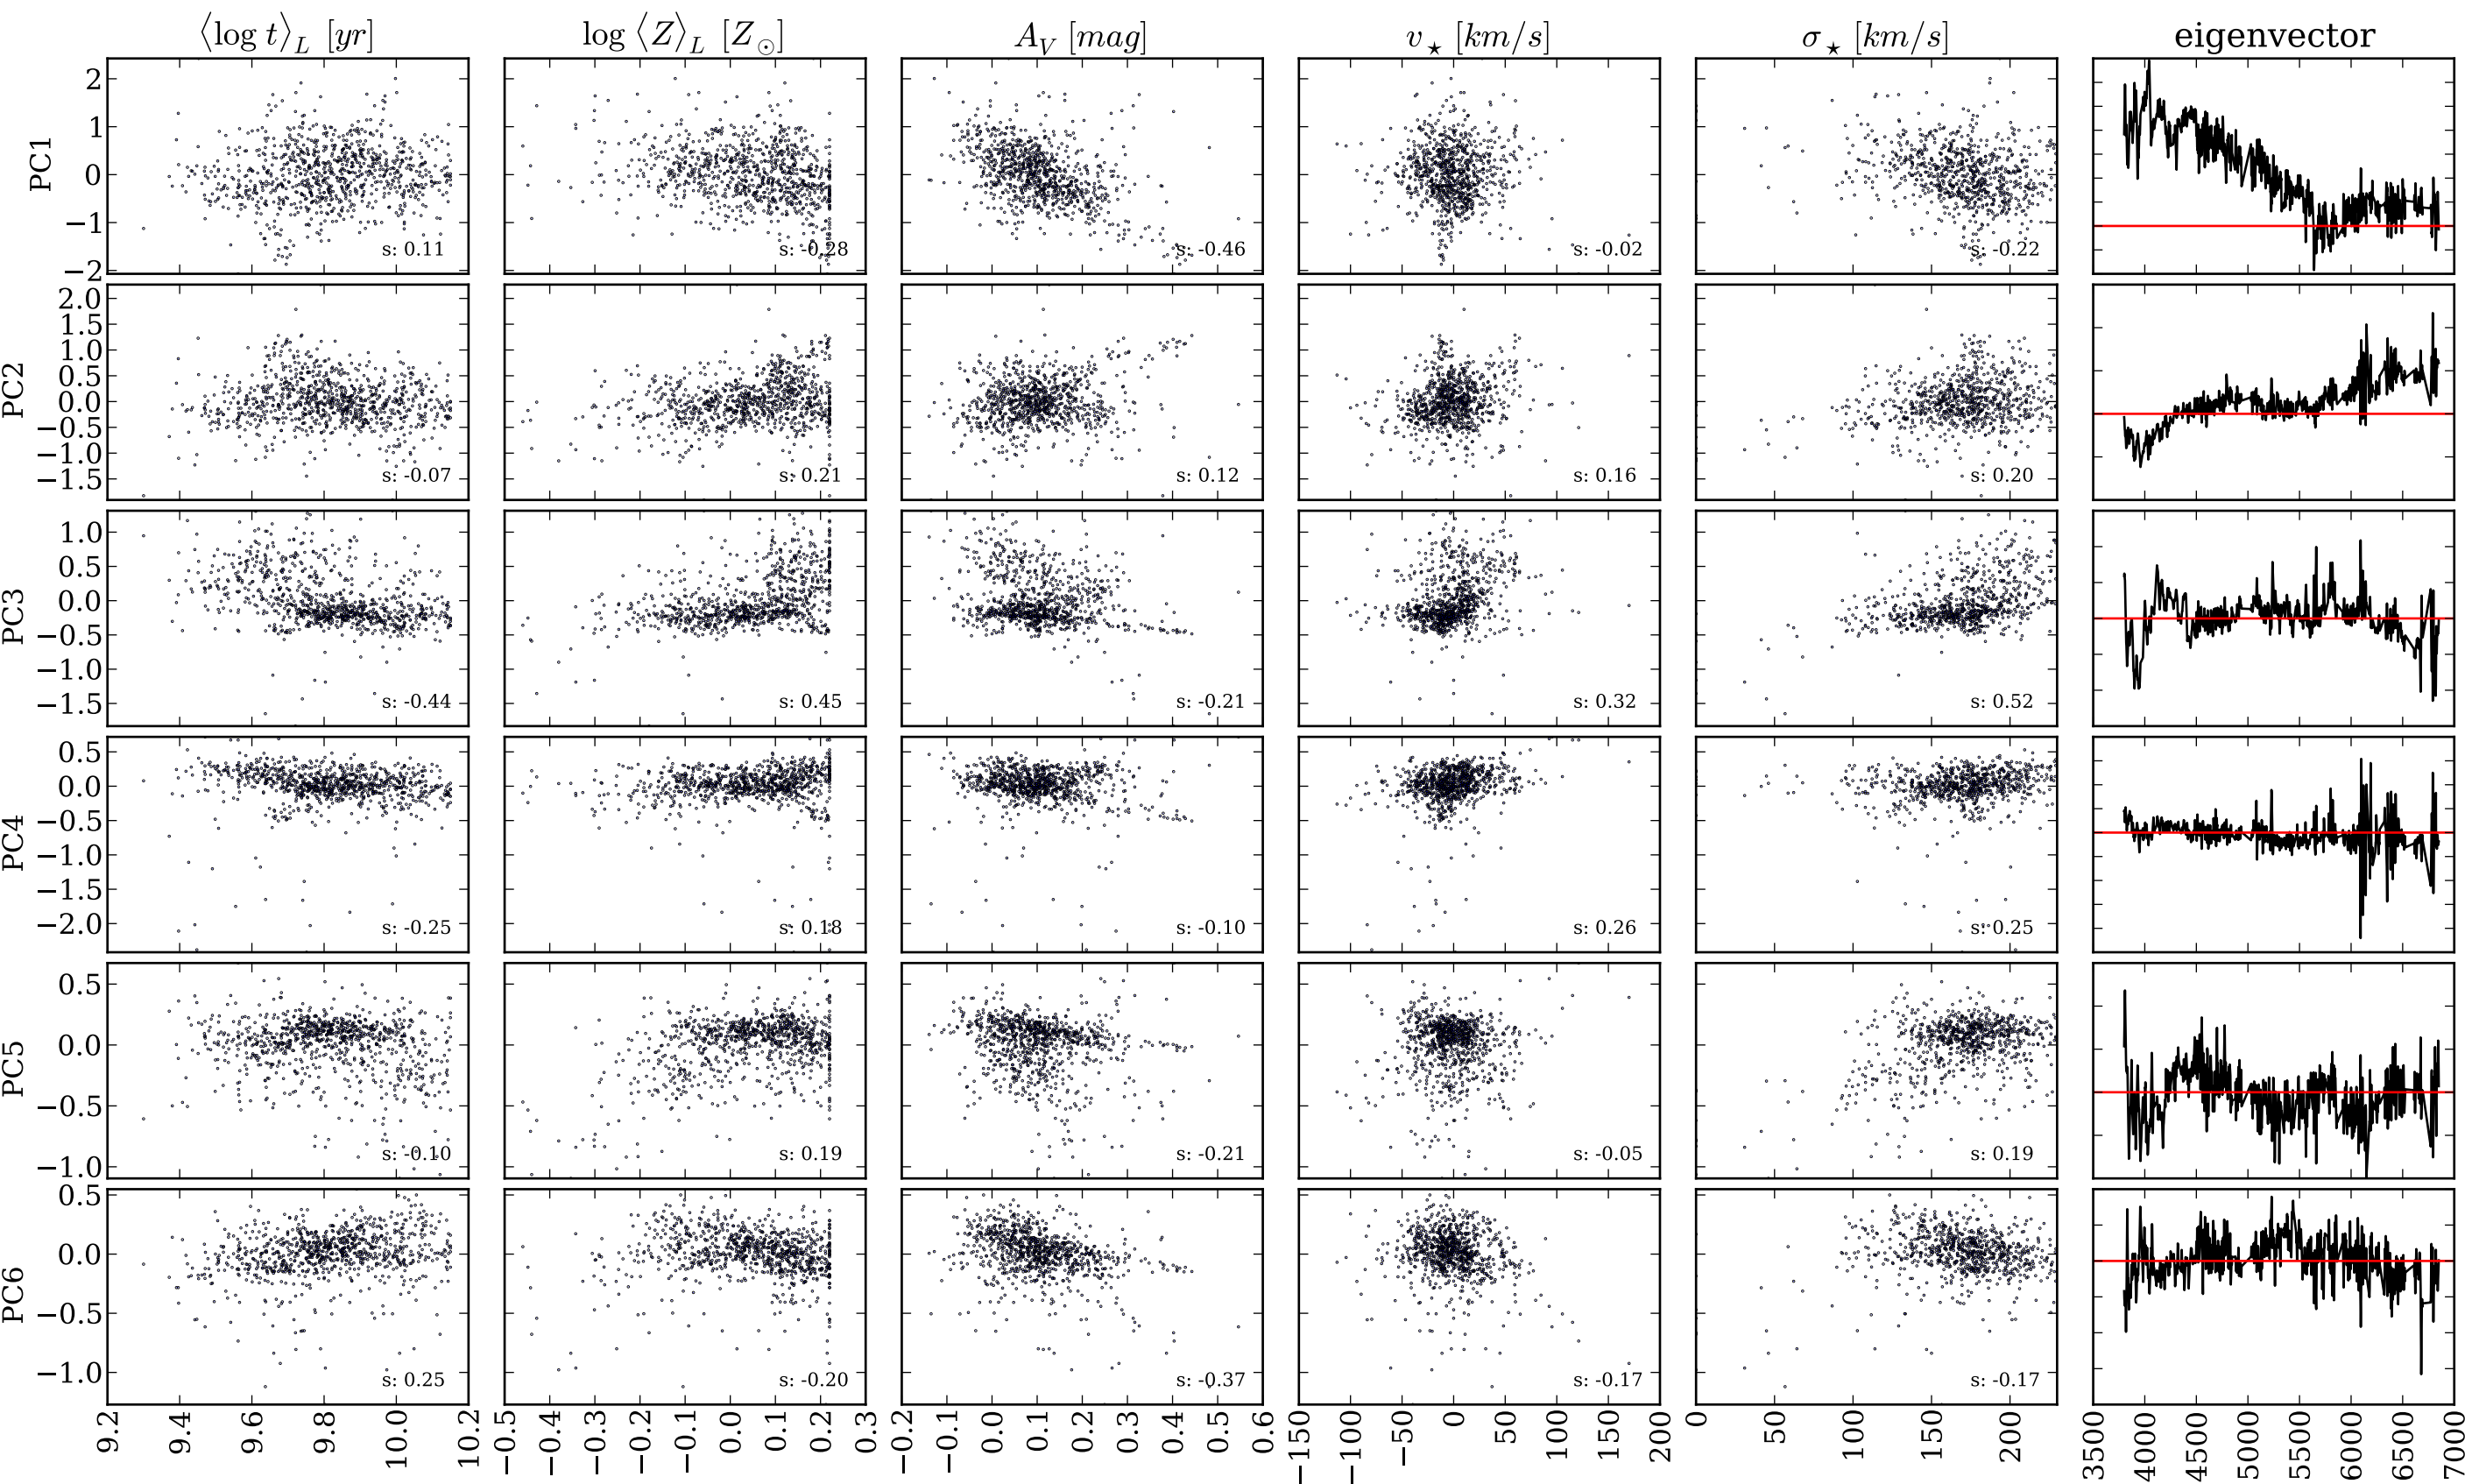 ⟨log t⟩_L [yr] log ⟨Z⟩_L [Z_☉] A_V [mag] v_⋆ [km/s] σ_⋆ [km/s] eigenvector
PC1
2
1
0
−1
−2
s: 0.11 s: -0.28 s: -0.46 s: -0.02 s: -0.22
PC2
2.0
1.5
1.0
0.5
0.0
−0.5
−1.0
−1.5
s: -0.07 s: 0.21 s: 0.12 s: 0.16 s: 0.20
PC3
1.0
0.5
0.0
−0.5
−1.0
−1.5
s: -0.44 s: 0.45 s: -0.21 s: 0.32 s: 0.52
PC4
0.5
0.0
−0.5
−1.0
−1.5
−2.0
s: -0.25 s: 0.18 s: -0.10 s: 0.26 s: 0.25
PC5
0.5
0.0
−0.5
−1.0
s: -0.10 s: 0.19 s: -0.21 s: -0.05 s: 0.19
PC6
0.5
0.0
−0.5
−1.0
s: 0.25 s: -0.20 s: -0.37 s: -0.17 s: -0.17
9.2 9.4 9.6 9.8 10.0 10.2 −0.5 −0.4 −0.3 −0.2 −0.1 0.0 0.1 0.2 0.3 −0.2 −0.1 0.0 0.1 0.2 0.3 0.4 0.5 0.6 −150 −100 −50 0 50 100 150 200 0 50 100 150 200 3500 4000 4500 5000 5500 6000 6500 7000